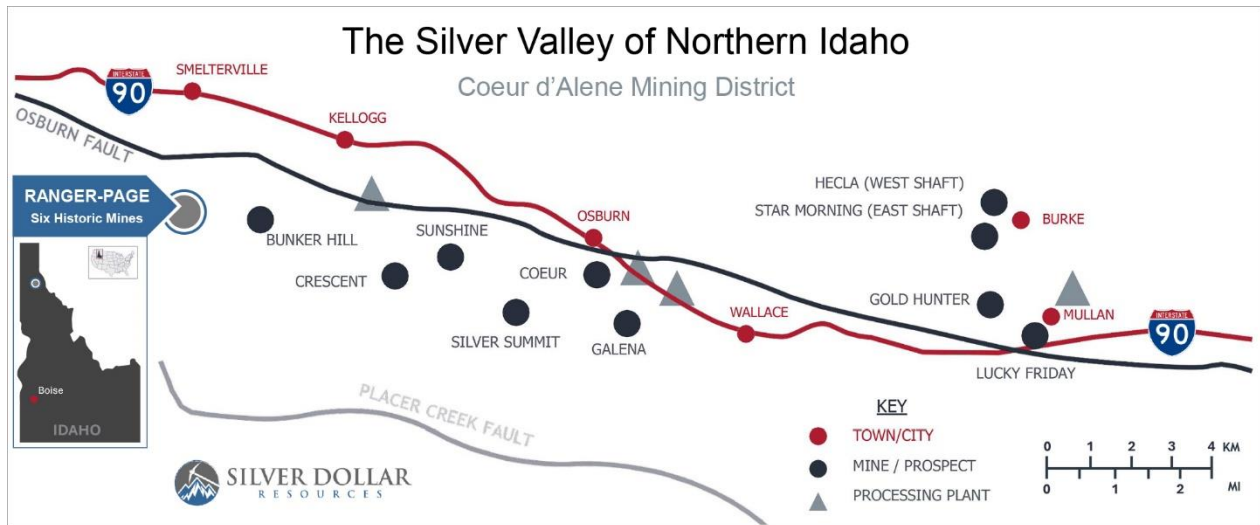 The Silver Valley of Northern Idaho
Coeur d'Alene Mining District
INTERSTATE
90
SMELTERVILLE
KELLOGG
OSBURN FAULT
RANGER-PAGE
Six Historic Mines
BUNKER HILL
SUNSHINE
CRESCENT
OSBURN
COEUR
SILVER SUMMIT
GALENA
WALLACE
HECLA (WEST SHAFT)
STAR MORNING (EAST SHAFT)
BURKE
GOLD HUNTER
MULLAN
INTERSTATE
90
LUCKY FRIDAY
Boise
IDAHO
PLACER CREEK FAULT
SILVER DOLLAR
RESOURCES
KEY
TOWN/CITY
MINE / PROSPECT
PROCESSING PLANT
0 1 2 3 4 KM
0 1 2 MI